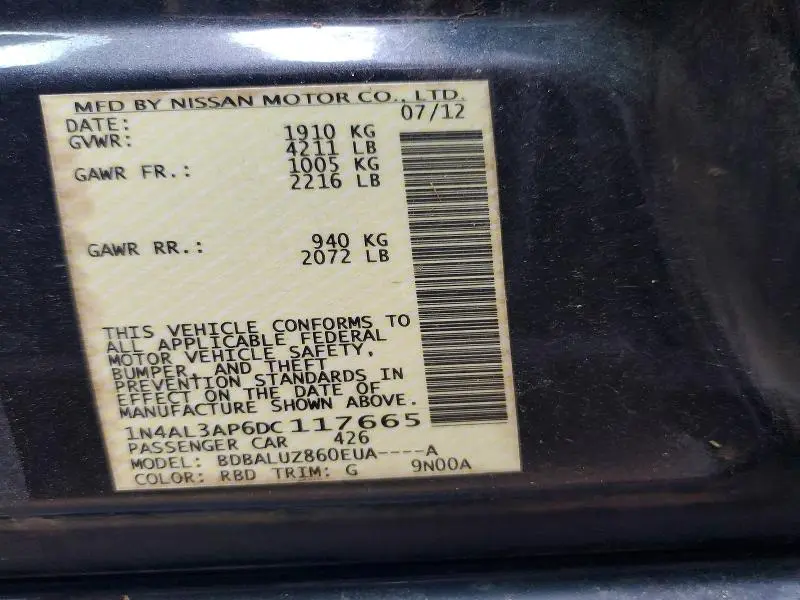 MFD BY NISSAN MOTOR CO., LTD.
DATE: 07/12
GVWR: 1910 KG
4211 LB
GAWR FR.: 1005 KG
2216 LB
GAWR RR.: 940 KG
2072 LB
THIS VEHICLE CONFORMS TO
ALL APPLICABLE FEDERAL
MOTOR VEHICLE SAFETY,
BUMPER, AND THEFT
PREVENTION STANDARDS IN
EFFECT ON THE DATE OF
MANUFACTURE SHOWN ABOVE.
1N4AL3AP6DC117665
PASSENGER CAR 426
MODEL: BDBALUZ860EUA----A
COLOR: RBD TRIM: G 9N00A